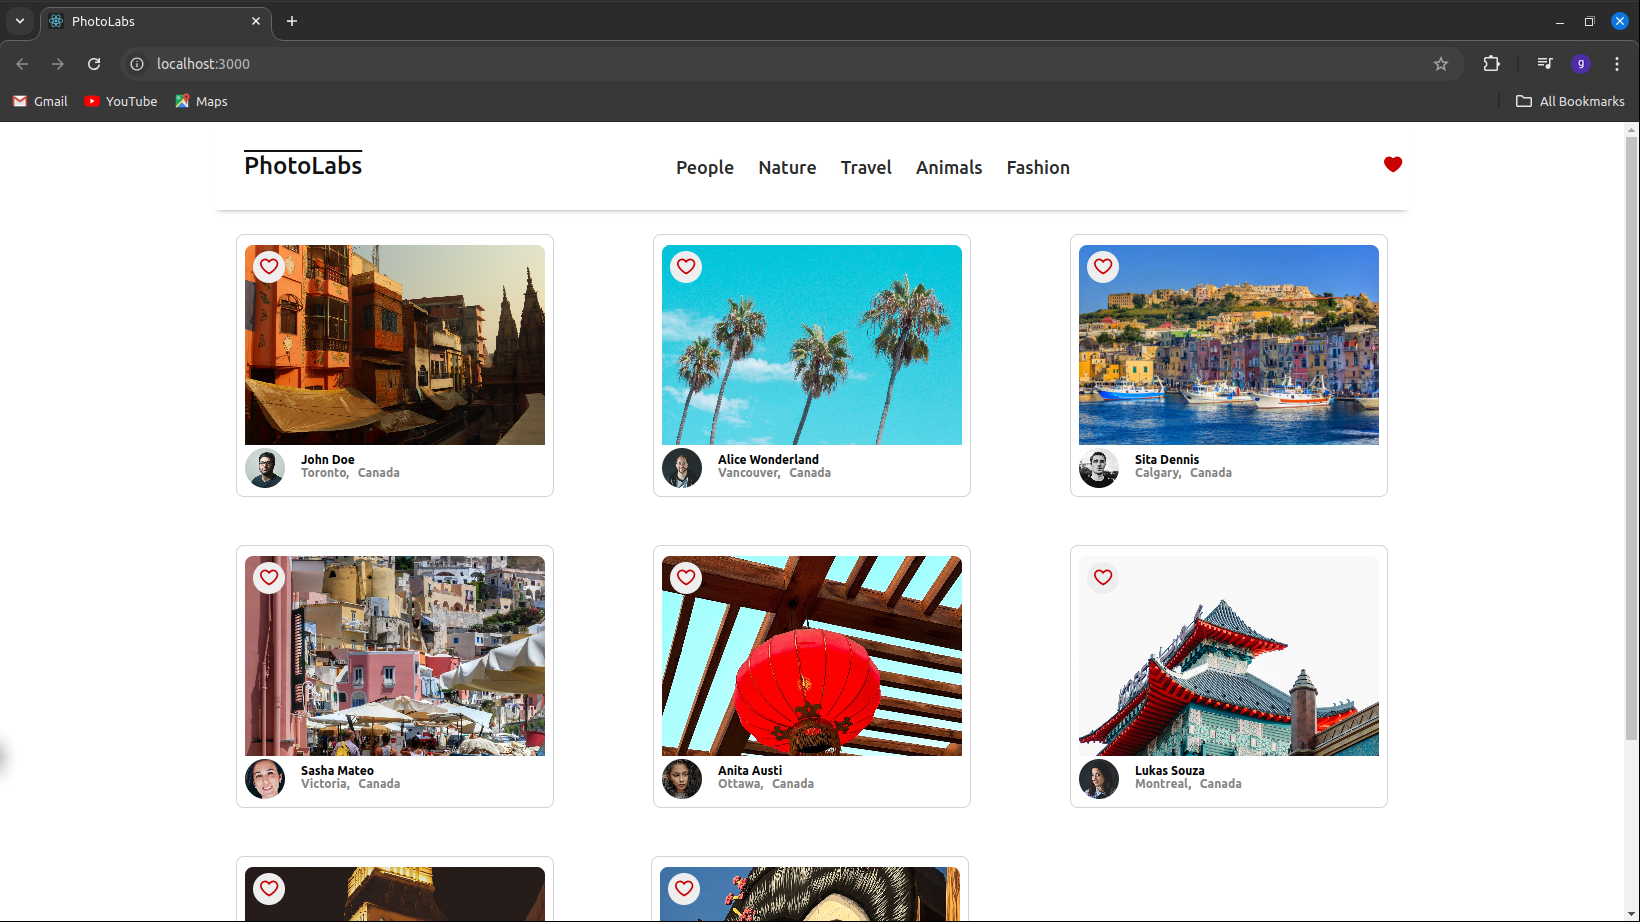 PhotoLabs
localhost:3000
g
Gmail YouTube Maps All Bookmarks
PhotoLabs People Nature Travel Animals Fashion
John Doe
Toronto, Canada
Alice Wonderland
Vancouver, Canada
Sita Dennis
Calgary, Canada
Sasha Mateo
Victoria, Canada
Anita Austi
Ottawa, Canada
Lukas Souza
Montreal, Canada